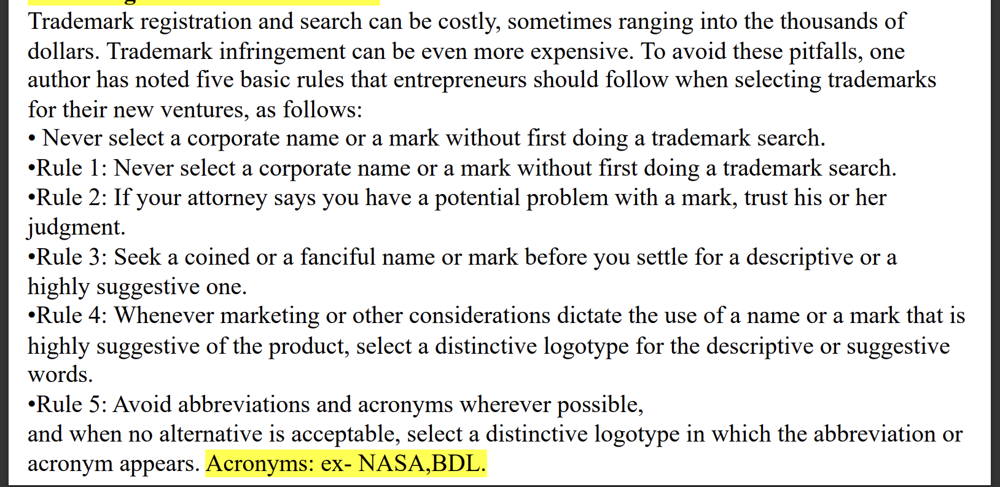 Trademark registration and search can be costly, sometimes ranging into the thousands of
dollars. Trademark infringement can be even more expensive. To avoid these pitfalls, one
author has noted five basic rules that entrepreneurs should follow when selecting trademarks
for their new ventures, as follows:
• Never select a corporate name or a mark without first doing a trademark search.
•Rule 1: Never select a corporate name or a mark without first doing a trademark search.
•Rule 2: If your attorney says you have a potential problem with a mark, trust his or her
judgment.
•Rule 3: Seek a coined or a fanciful name or mark before you settle for a descriptive or a
highly suggestive one.
•Rule 4: Whenever marketing or other considerations dictate the use of a name or a mark that is
highly suggestive of the product, select a distinctive logotype for the descriptive or suggestive
words.
•Rule 5: Avoid abbreviations and acronyms wherever possible,
and when no alternative is acceptable, select a distinctive logotype in which the abbreviation or
acronym appears. Acronyms: ex- NASA,BDL.